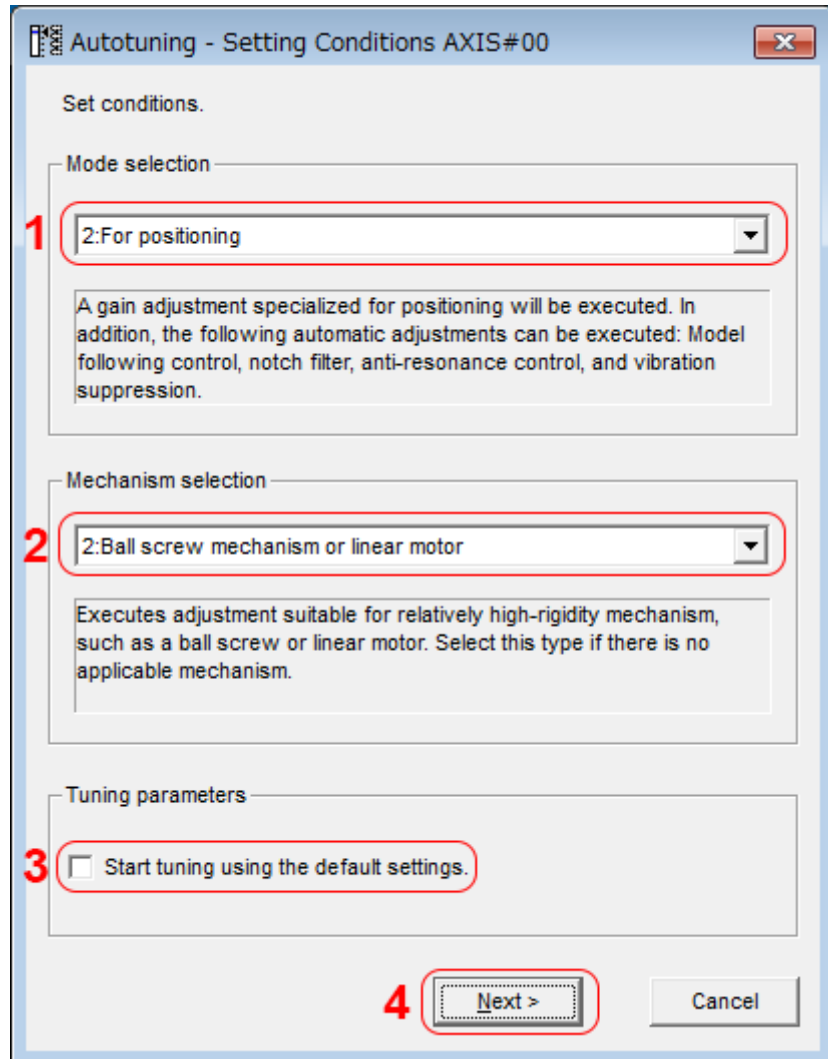 Autotuning - Setting Conditions AXIS#00
Set conditions.
Mode selection
1
2:For positioning
A gain adjustment specialized for positioning will be executed. In
addition, the following automatic adjustments can be executed: Model
following control, notch filter, anti-resonance control, and vibration
suppression.
Mechanism selection
2
2:Ball screw mechanism or linear motor
Executes adjustment suitable for relatively high-rigidity mechanism,
such as a ball screw or linear motor. Select this type if there is no
applicable mechanism.
Tuning parameters
3
Start tuning using the default settings.
4
Next >
Cancel